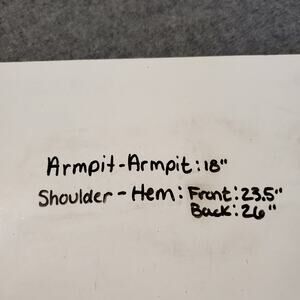 Armpit-Armpit: 18"
Shoulder - Hem: Front: 23.5"
Back: 26"